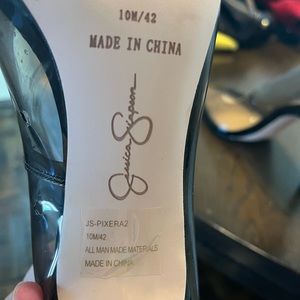 10M/42
MADE IN CHINA
Jessica Simpson
JS-PIXERA2
10M/42
ALL MAN MADE MATERIALS
MADE IN CHINA